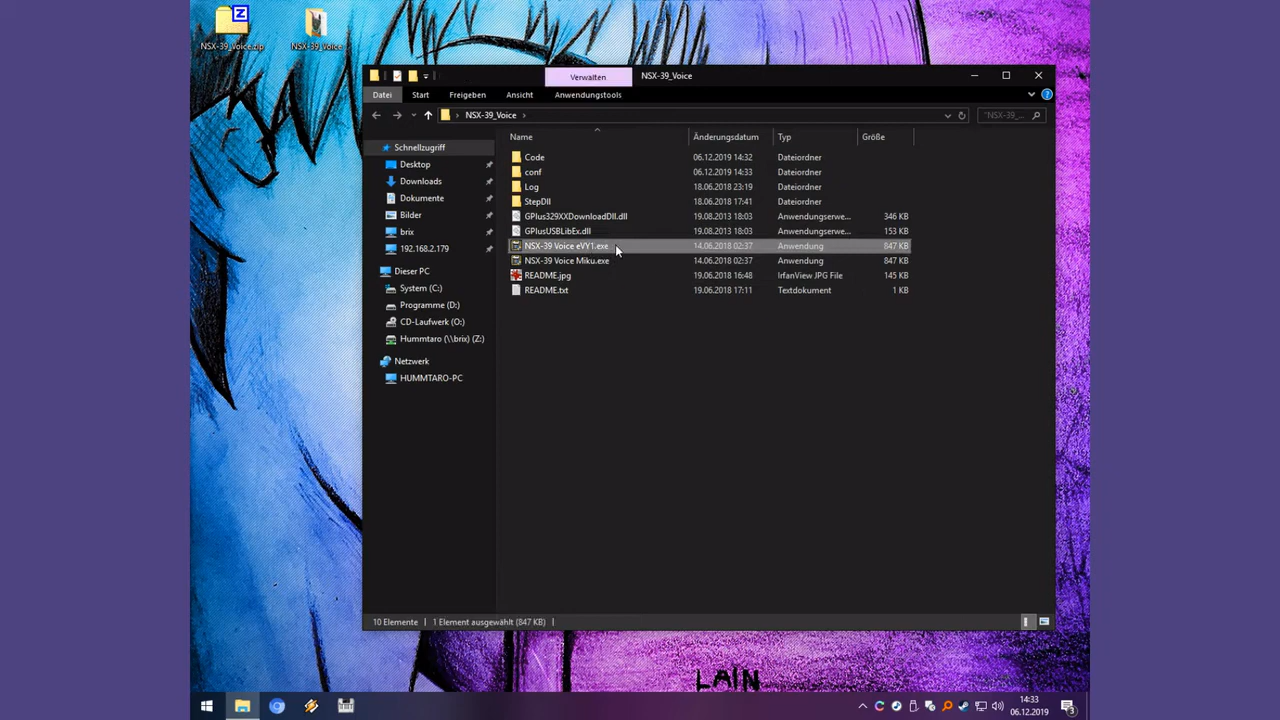 NSX-39_Voice.zip
NSX-39_Voice
Verwalten
NSX-39_Voice
Datei
Start
Freigeben
Ansicht
Anwendungstools
NSX-39_Voice
"NSX-39_...
Name
Änderungsdatum
Typ
Größe
Schnellzugriff
Desktop
Downloads
Dokumente
Bilder
brix
192.168.2.179
Dieser PC
System (C:)
Programme (D:)
CD-Laufwerk (O:)
Hummtaro (\\brix) (Z:)
Netzwerk
HUMMTARO-PC
Code 06.12.2019 14:32 Dateiordner
conf 06.12.2019 14:33 Dateiordner
Log 18.06.2018 23:19 Dateiordner
StepDll 18.06.2018 17:41 Dateiordner
GPlus329XXDownloadDll.dll 19.08.2013 18:03 Anwendungserwe... 346 KB
GPlusUSBLibEx.dll 19.08.2013 18:03 Anwendungserwe... 153 KB
NSX-39 Voice eVY1.exe 14.06.2018 02:37 Anwendung 847 KB
NSX-39 Voice Miku.exe 14.06.2018 02:37 Anwendung 847 KB
README.jpg 19.06.2018 16:48 IrfanView JPG File 145 KB
README.txt 19.06.2018 17:11 Textdokument 1 KB
10 Elemente
1 Element ausgewählt (847 KB)
LAIN
14:33
06.12.2019
3